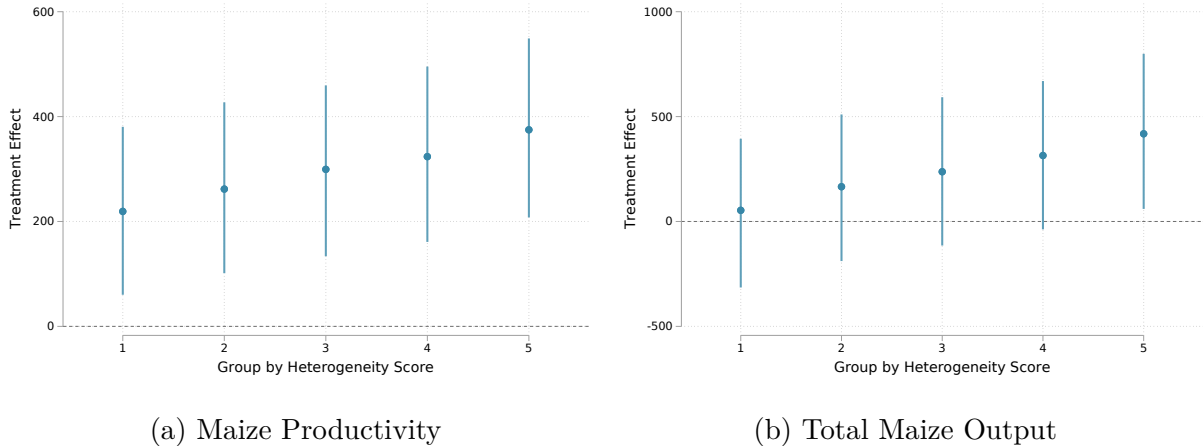 600
400
200
0
Treatment Effect
1 2 3 4 5
Group by Heterogeneity Score
(a) Maize Productivity
1000
500
0
-500
Treatment Effect
1 2 3 4 5
Group by Heterogeneity Score
(b) Total Maize Output